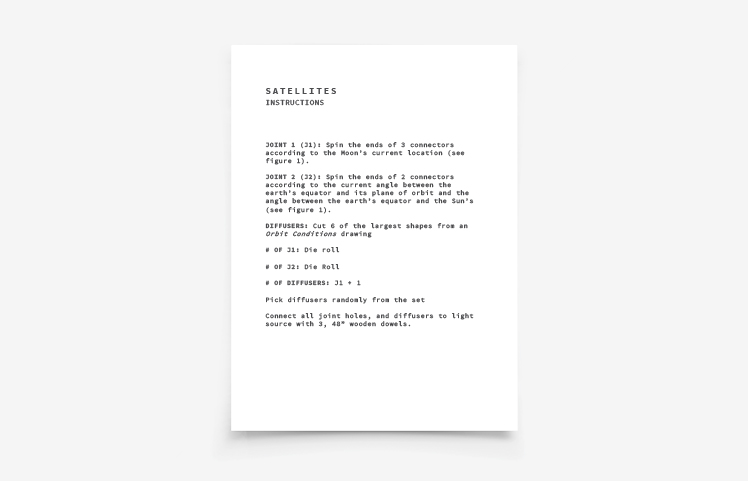 SATELLITES
INSTRUCTIONS
JOINT 1 (J1): Spin the ends of 3 connectors
according to the Moon's current location (see
figure 1).
JOINT 2 (J2): Spin the ends of 2 connectors
according to the current angle between the
earth's equator and its plane of orbit and the
angle between the earth's equator and the Sun's
(see figure 1).
DIFFUSERS: Cut 6 of the largest shapes from an
Orbit Conditions drawing
# OF J1: Die roll
# OF J2: Die Roll
# OF DIFFUSERS: J1 + 1
Pick diffusers randomly from the set
Connect all joint holes, and diffusers to light
source with 3, 48" wooden dowels.